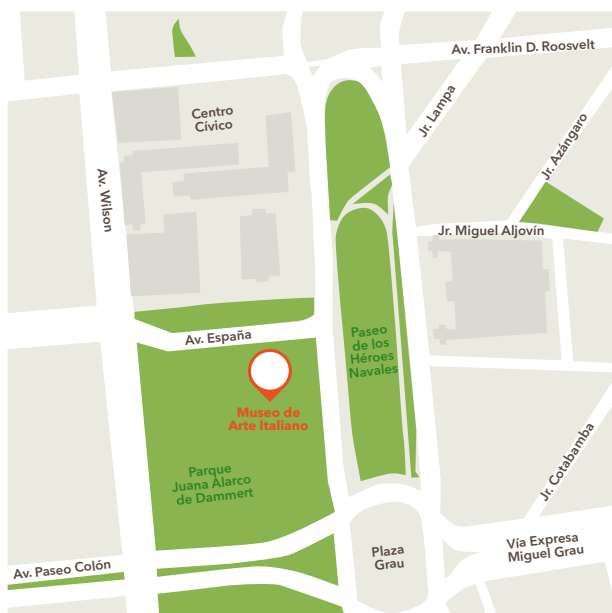 Av. Franklin D. Roosvelt
Jr. Lampa
Centro
Cívico
Jr. Azángaro
Av. Wilson
Jr. Miguel Aljovín
Av. España
Paseo
de los
Héroes
Navales
Museo de
Arte Italiano
Parque
Juana Alarco
de Dammert
Jr. Cotabamba
Plaza
Grau
Vía Expresa
Miguel Grau
Av. Paseo Colón